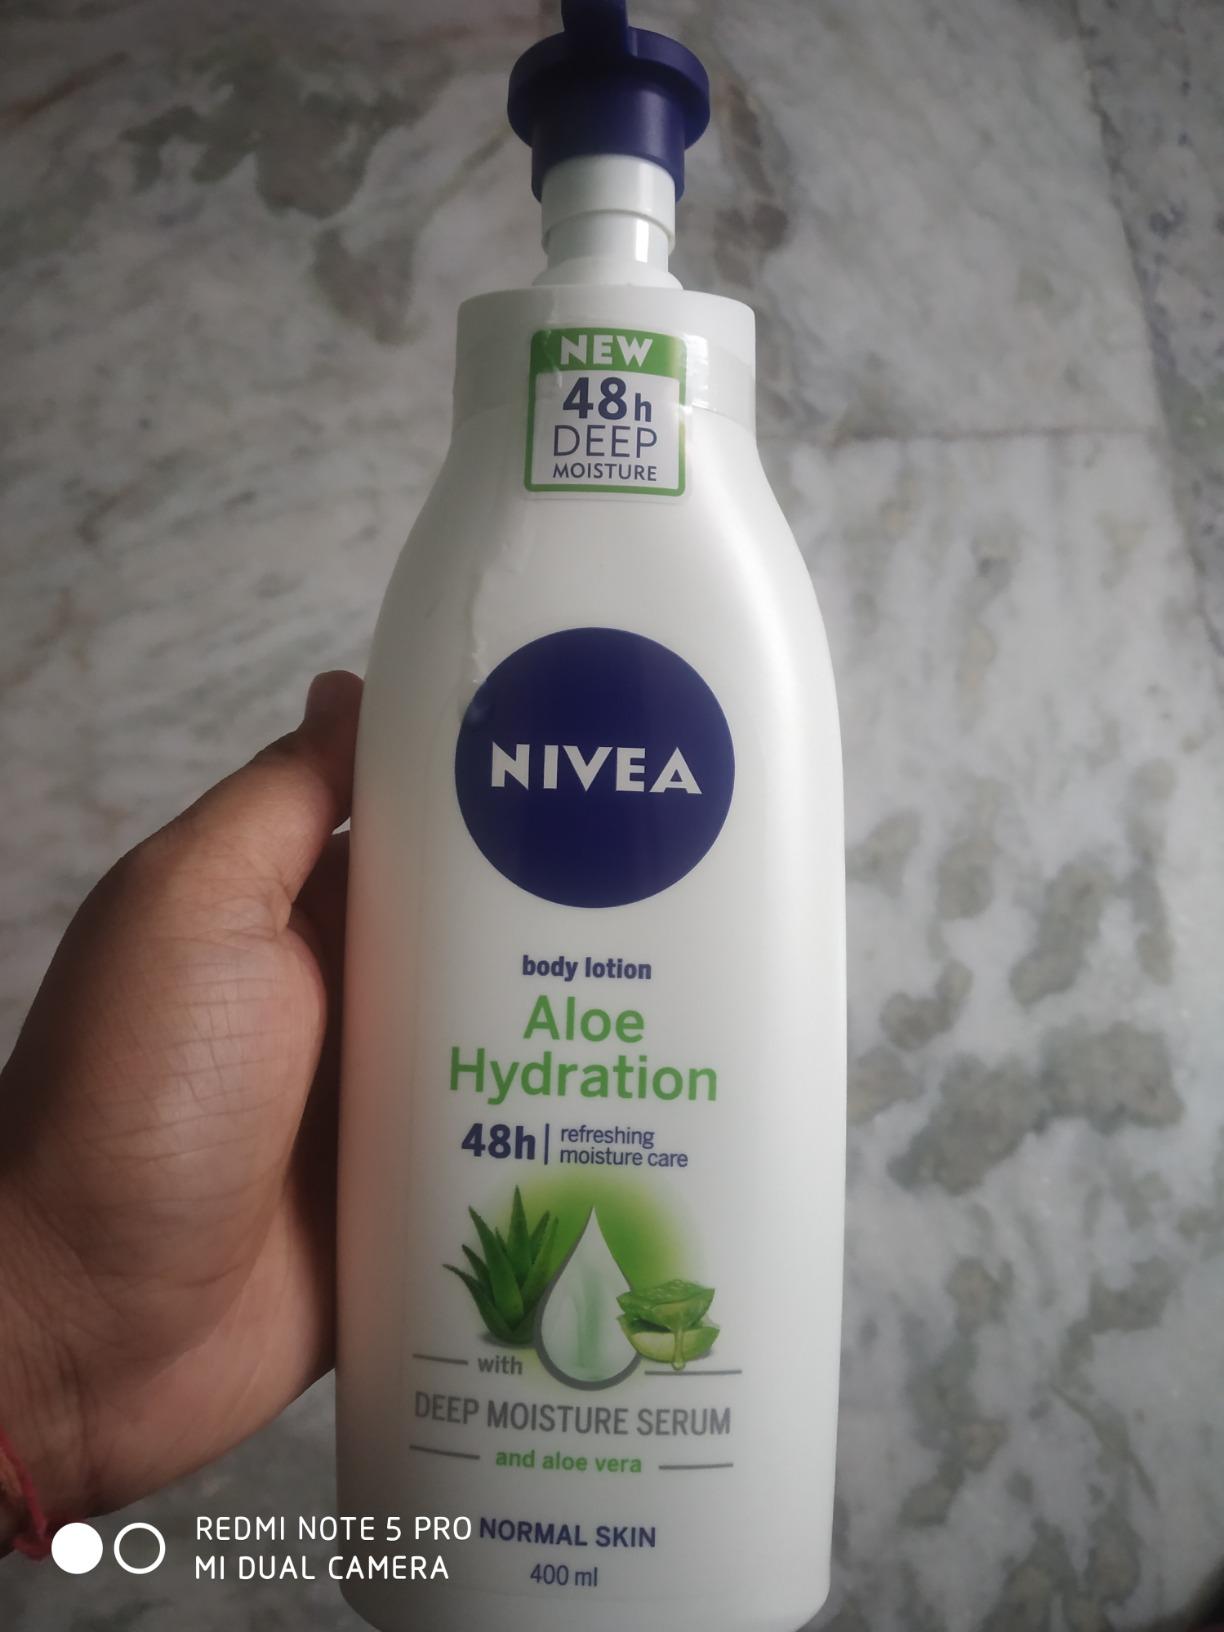 NEW
48h
DEEP
MOISTURE
NIVEA
body lotion
Aloe
Hydration
48h | refreshing
moisture care
with
DEEP MOISTURE SERUM
and aloe vera
NORMAL SKIN
400 ml
REDMI NOTE 5 PRO
MI DUAL CAMERA